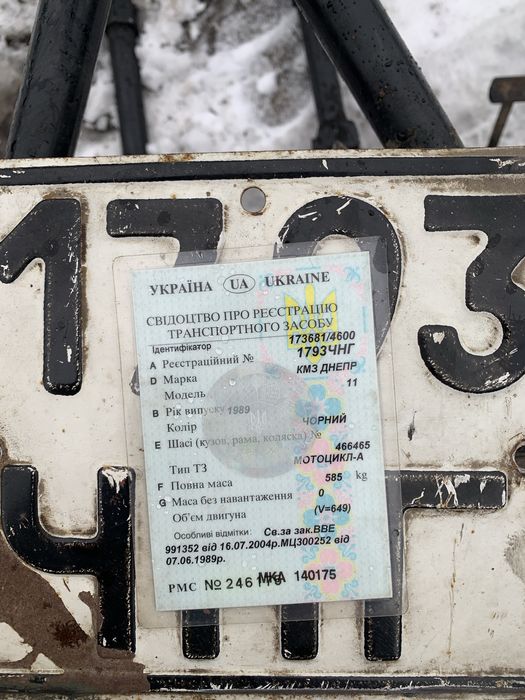 1793
УКРАЇНА UA UKRAINE
СВІДОЦТВО ПРО РЕЄСТРАЦІЮ
ТРАНСПОРТНОГО ЗАСОБУ
Ідентифікатор 173681/4600
A Реєстраційний № 1793ЧНГ
D Марка КМЗ ДНЕПР
Модель 11
B Рік випуску 1989
Колір ЧОРНИЙ
E Шасі (кузов, рама, коляска) №
466465
Тип ТЗ МОТОЦИКЛ-А
F Повна маса 585 kg
G Маса без навантаження 0
Об'єм двигуна (V=649)
Особливі відмітки: Св.за зак.ВВЕ
991352 від 16.07.2004р.МЦ300252 від
07.06.1989р.
РМС № 246176 МКА 140175
ЧНГ